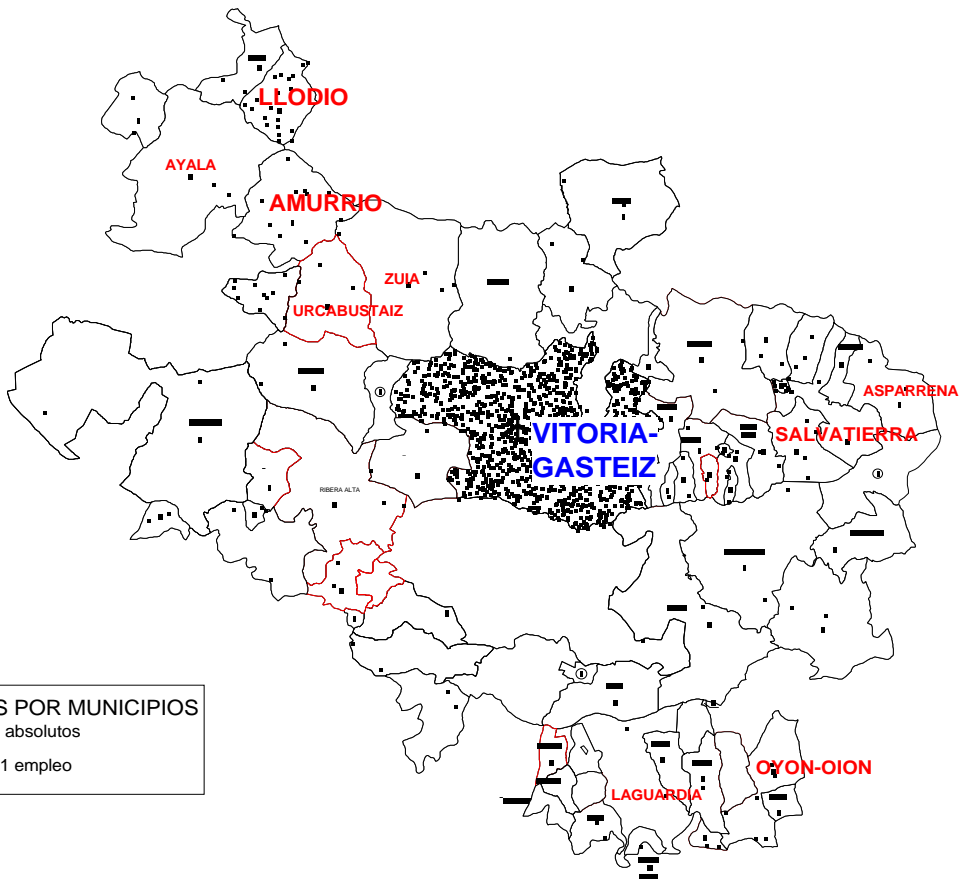 LLODIO
AYALA
AMURRIO
ZUIA
URCABUSTAIZ
ASPARRENA
VITORIA-
GASTEIZ
SALVATIERRA
RIBERA ALTA
S POR MUNICIPIOS
absolutos
1 empleo
OYON-OION
LAGUARDIA